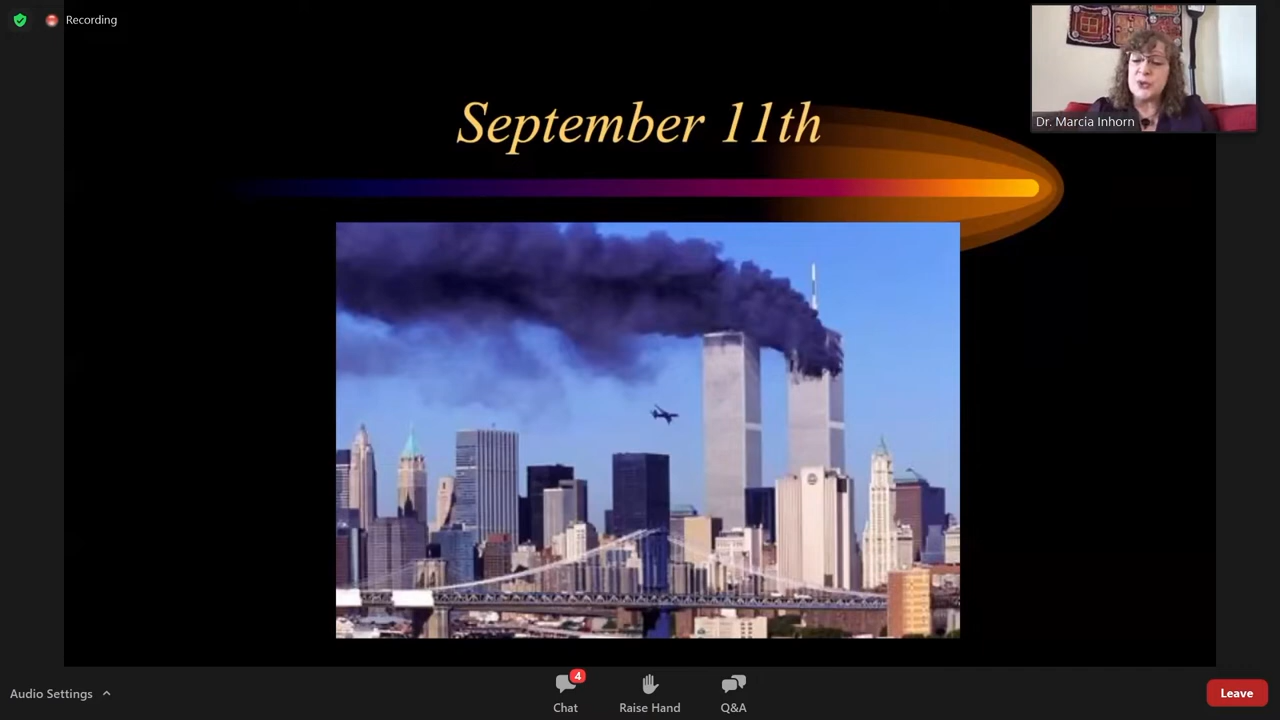 Recording
September 11th
Dr. Marcia Inhorn
Audio Settings
4
Chat
Raise Hand
Q&A
Leave